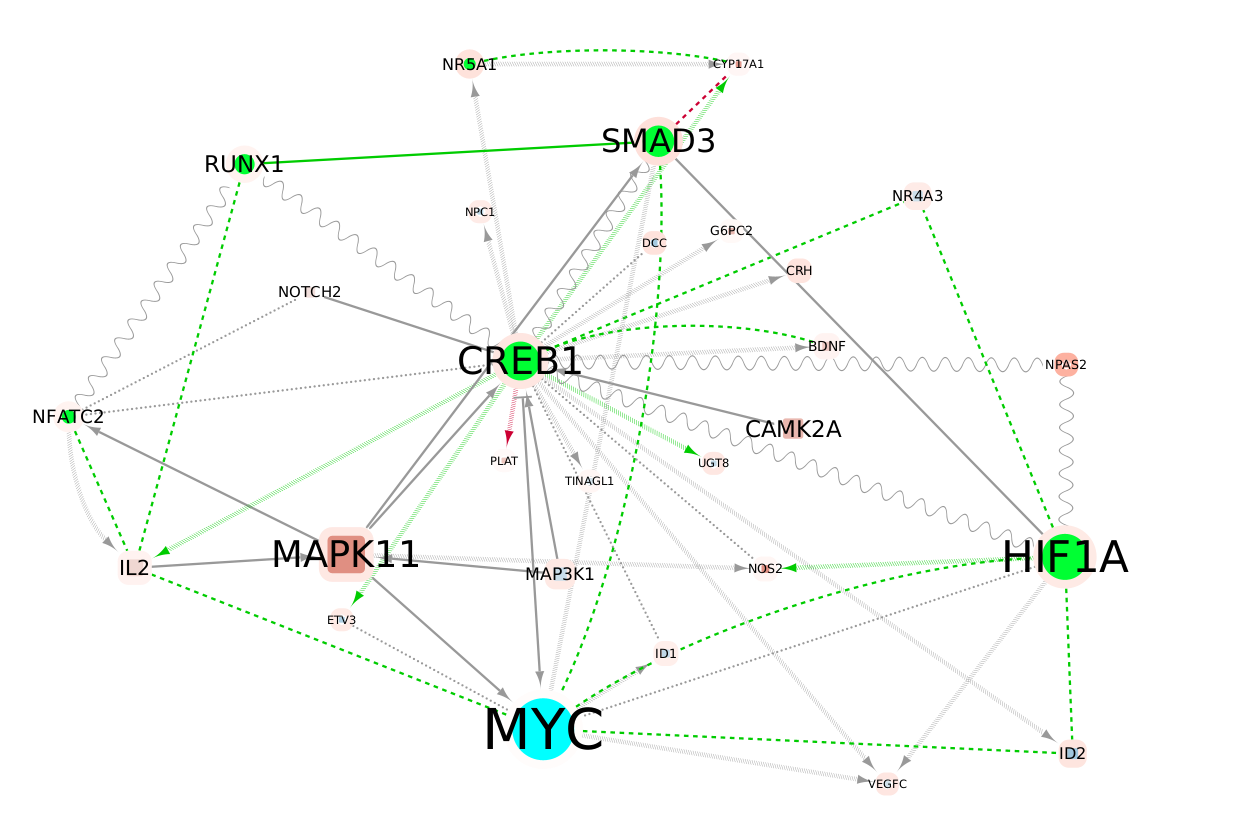 NR5A1
CYP17A1
SMAD3
RUNX1
NR4A3
NPC1
G6PC2
DCC
CRH
NOTCH2
BDNF
CREB1
NPAS2
NFATC2
CAMK2A
PLAT
UGT8
TINAGL1
MAPK11
HIF1A
IL2
MAP3K1
NOS2
ETV3
ID1
MYC
ID2
VEGFC